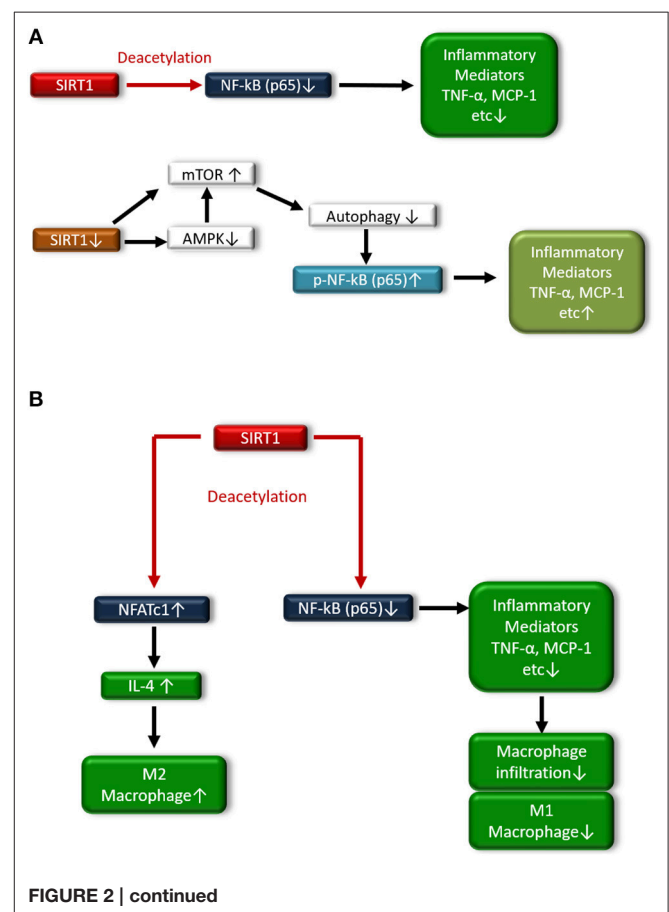 A
Deacetylation
SIRT1
NF-kB (p65)↓
Inflammatory
Mediators
TNF-α, MCP-1
etc↓
mTOR ↑
SIRT1↓
AMPK↓
Autophagy ↓
p-NF-kB (p65)↑
Inflammatory
Mediators
TNF-α, MCP-1
etc↑
B
SIRT1
Deacetylation
NFATc1↑
IL-4 ↑
M2
Macrophage↑
NF-kB (p65)↓
Inflammatory
Mediators
TNF-α, MCP-1
etc↓
Macrophage
infiltration↓
M1
Macrophage↓
FIGURE 2 | continued